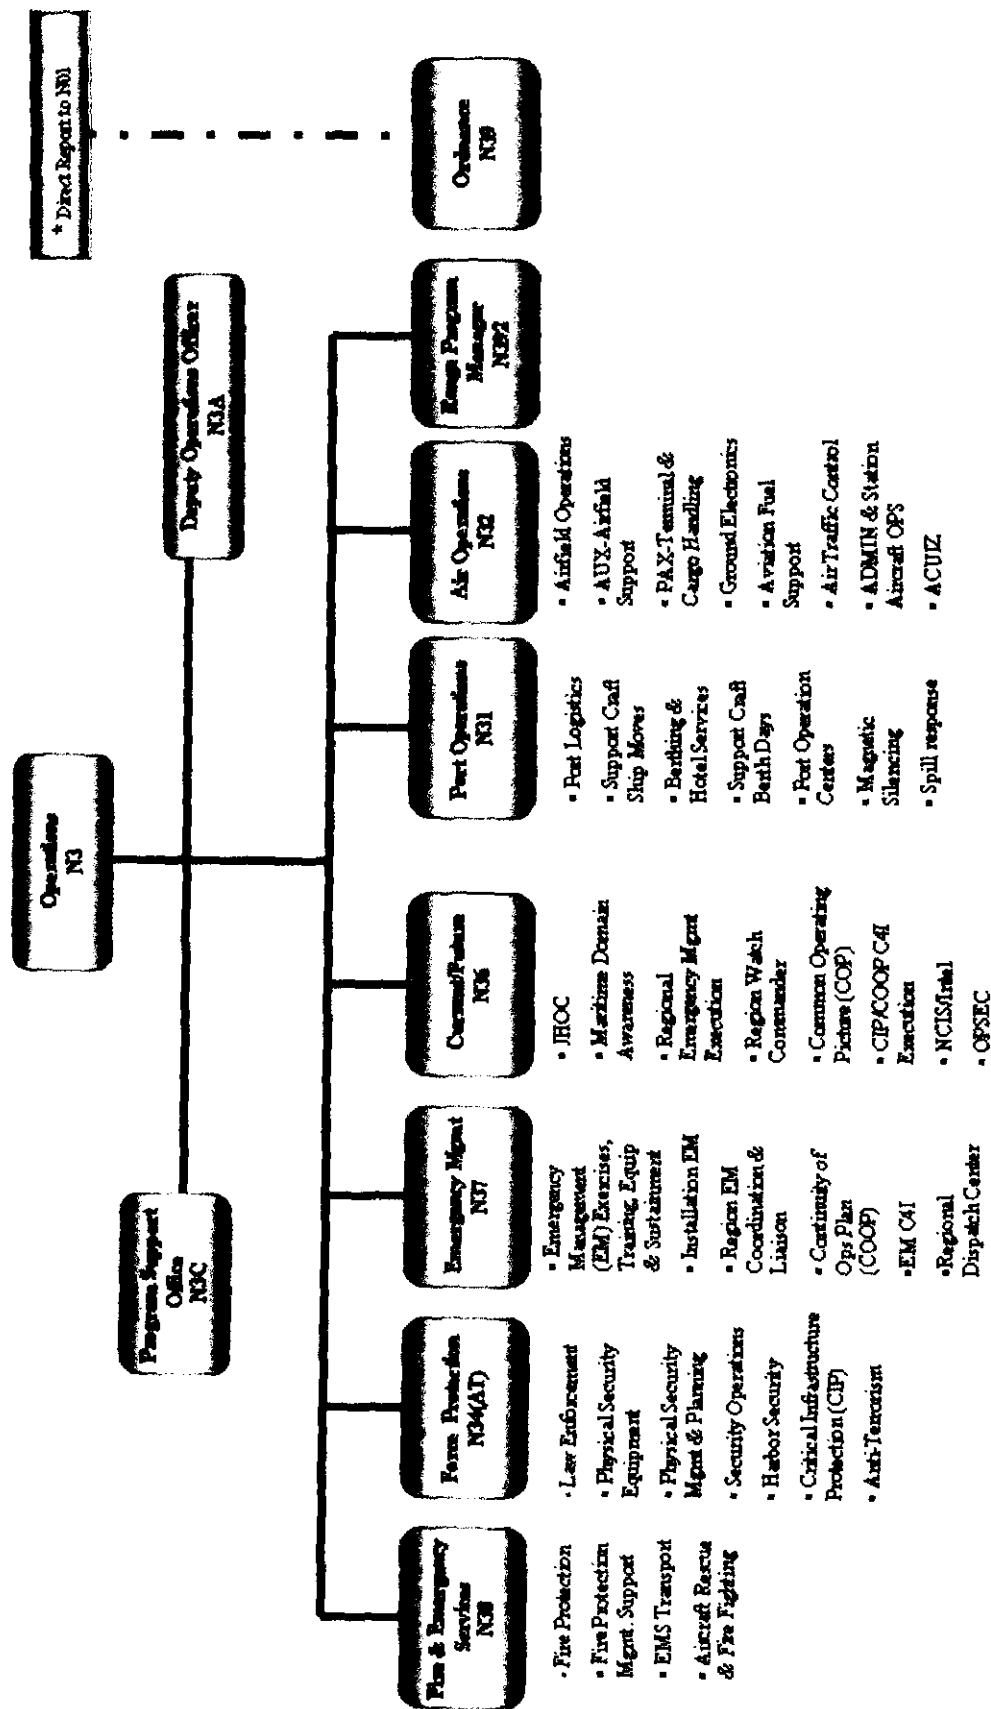 * Direct Report to N01
Operations
N3
Program Support
Office
N3C
Deputy Operations Officer
N3A
Fire & Emergency
Services
N30
Force Protection
N34(AT)
Emergency Mgmt
N37
Current/Future
N36
Port Operations
N31
Air Operations
N32
Range Program
Manager
N392
Ordnance
N39
• Fire Protection
• Fire Protection
Mgmt. Support
• EMS Transport
• Aircraft Rescue
& Fire Fighting
• Law Enforcement
• Physical Security
Equipment
• Physical Security
Mgmt & Planning
• Security Operations
• Harbor Security
• Critical Infrastructure
Protection (CIP)
• Anti-Terrorism
• Emergency
Management
(EM) Exercises,
Training, Equip
& Sustainment
• Installation EM
• Region EM
Coordination &
Liaison
• Continuity of
Ops Plan
(COOP)
• EM C4I
• Regional
Dispatch Center
• JHOC
• Maritime Domain
Awareness
• Regional
Emergency Mgmt
Execution
• Region Watch
Commander
• Common Operating
Picture (COP)
• CIP/COOP C4I
Execution
• NCIS/Intel
• OPSEC
• Port Logistics
• Support Craft
Ship Moves
• Berthing &
Hotel Services
• Support Craft
Berth Days
• Port Operation
Centers
• Magnetic
Silencing
• Spill response
• Airfield Operations
• AUX-Airfield
Support
• PAX-Terminal &
Cargo Handling
• Ground Electronics
• Aviation Fuel
Support
• Air Traffic Control
• ADMIN & Station
Aircraft OPS
• ACUIZ